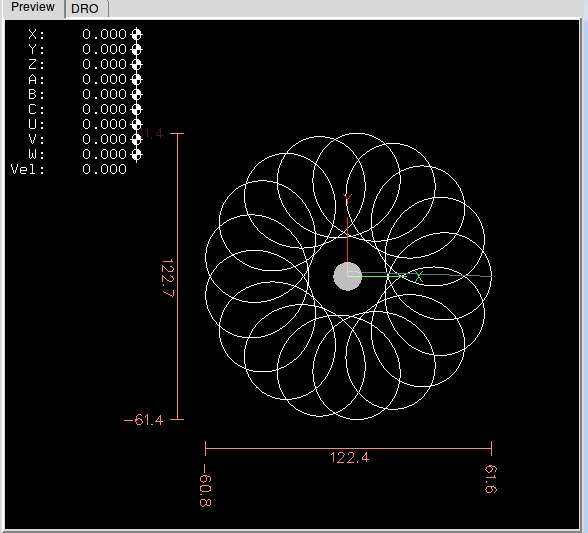 Preview DRO
X: 0.000
Y: 0.000
Z: 0.000
A: 0.000
B: 0.000
C: 0.000
U: 0.000
V: 0.000
W: 0.000
Vel: 0.000
Y
X
122.7
-61.4
122.4
-60.8
61.6